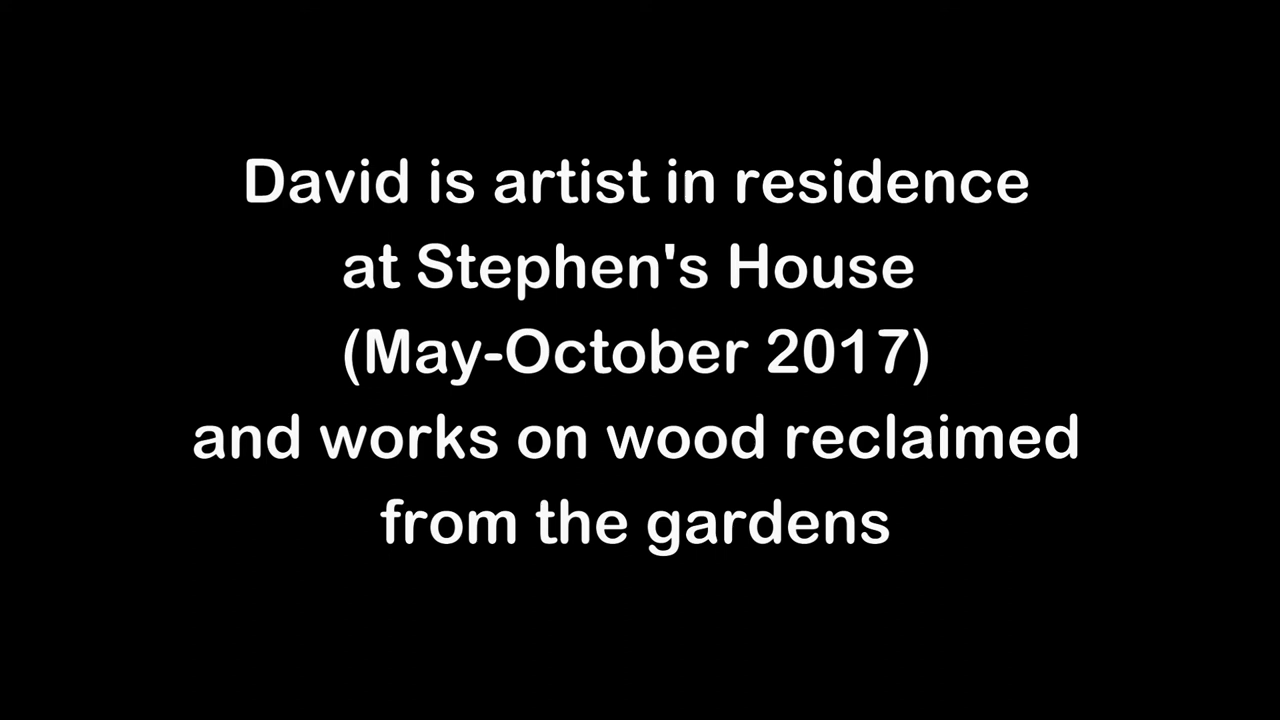 David is artist in residence
at Stephen's House
(May-October 2017)
and works on wood reclaimed
from the gardens